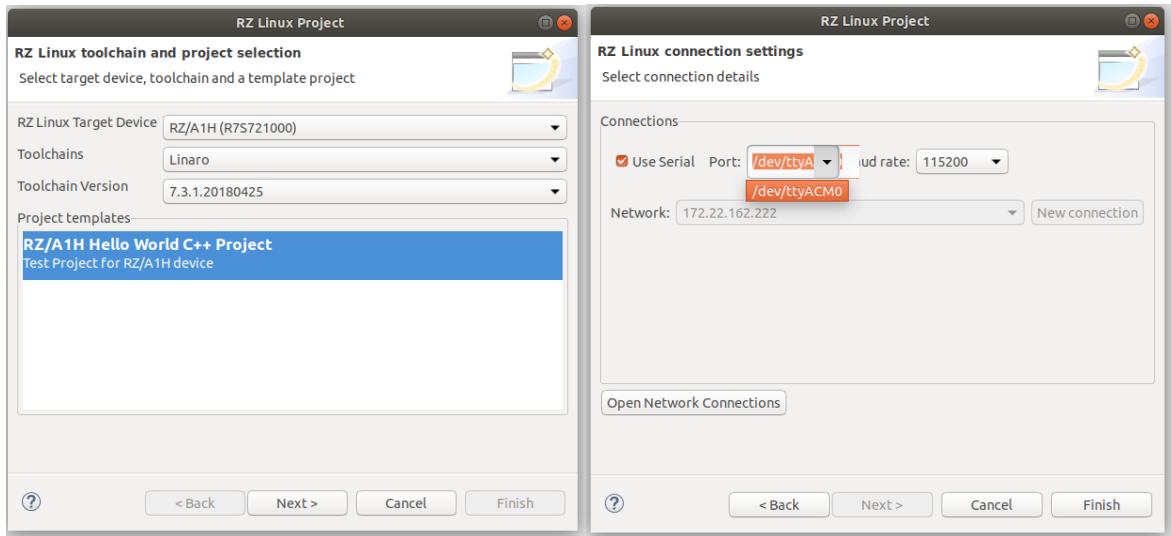 RZ Linux Project
RZ Linux toolchain and project selection
Select target device, toolchain and a template project
RZ Linux Target Device RZ/A1H (R7S721000)
Toolchains Linaro
Toolchain Version 7.3.1.20180425
Project templates
RZ/A1H Hello World C++ Project
Test Project for RZ/A1H device
< Back Next > Cancel Finish
RZ Linux Project
RZ Linux connection settings
Select connection details
Connections
Use Serial Port: /dev/ttyA ud rate: 115200
/dev/ttyACM0
Network: 172.22.162.222 New connection
Open Network Connections
< Back Next > Cancel Finish